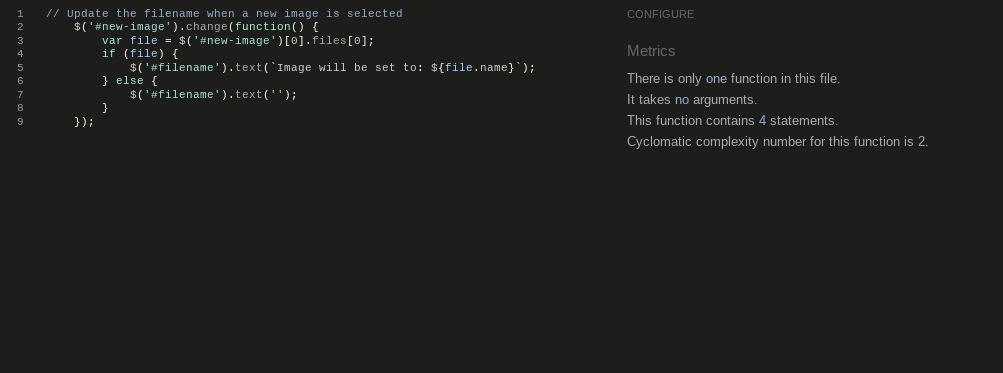 1 // Update the filename when a new image is selected
2     $('#new-image').change(function() {
3         var file = $('#new-image')[0].files[0];
4         if (file) {
5             $('#filename').text(`Image will be set to: ${file.name}`);
6         } else {
7             $('#filename').text('');
8         }
9     });
CONFIGURE
Metrics
There is only one function in this file.
It takes no arguments.
This function contains 4 statements.
Cyclomatic complexity number for this function is 2.